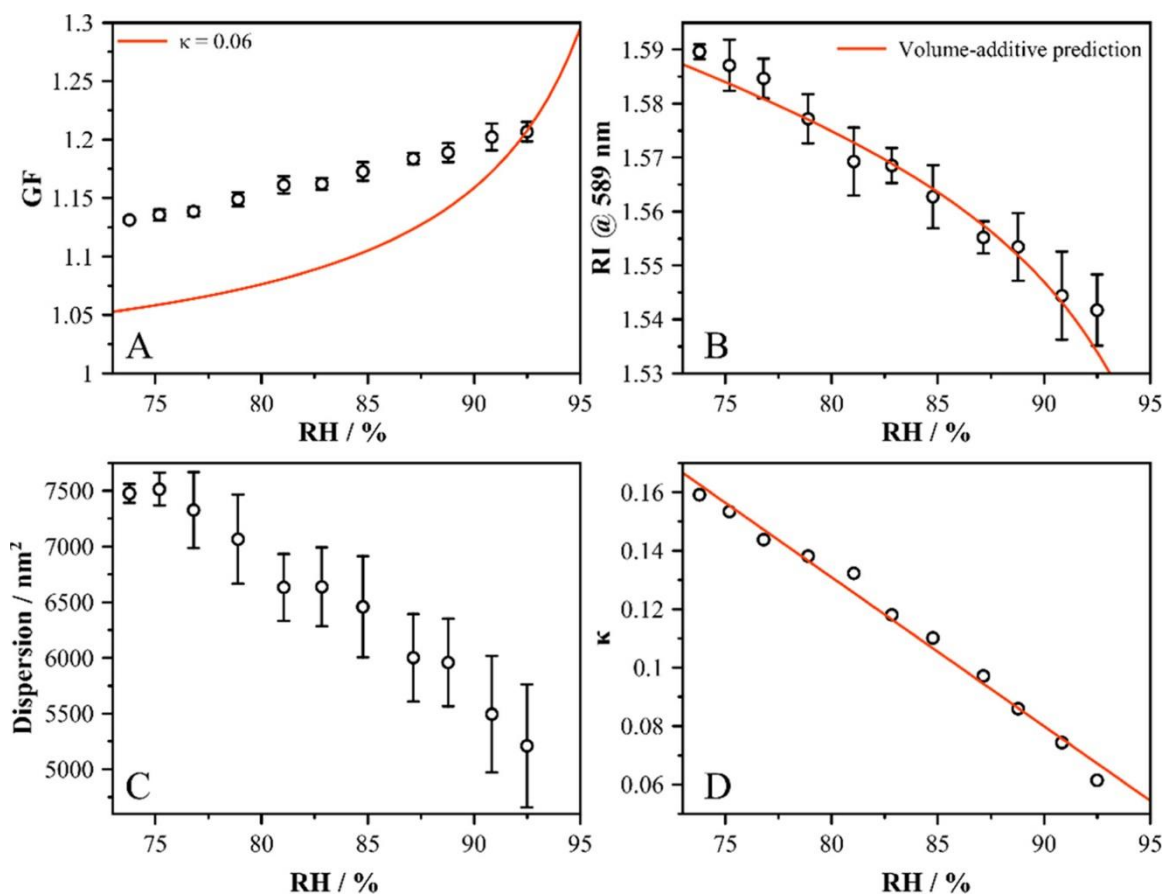 1.3
κ = 0.06
1.25
1.2
GF
1.15
1.1
1.05
A
1
75 80 85 90 95
RH / %
1.59
Volume-additive prediction
1.58
1.57
RI @ 589 nm
1.56
1.55
1.54
B
1.53
75 80 85 90 95
RH / %
7500
7000
6500
Dispersion / nm²
6000
5500
5000
C
75 80 85 90 95
RH / %
0.16
0.14
0.12
κ
0.1
0.08
0.06
D
75 80 85 90 95
RH / %